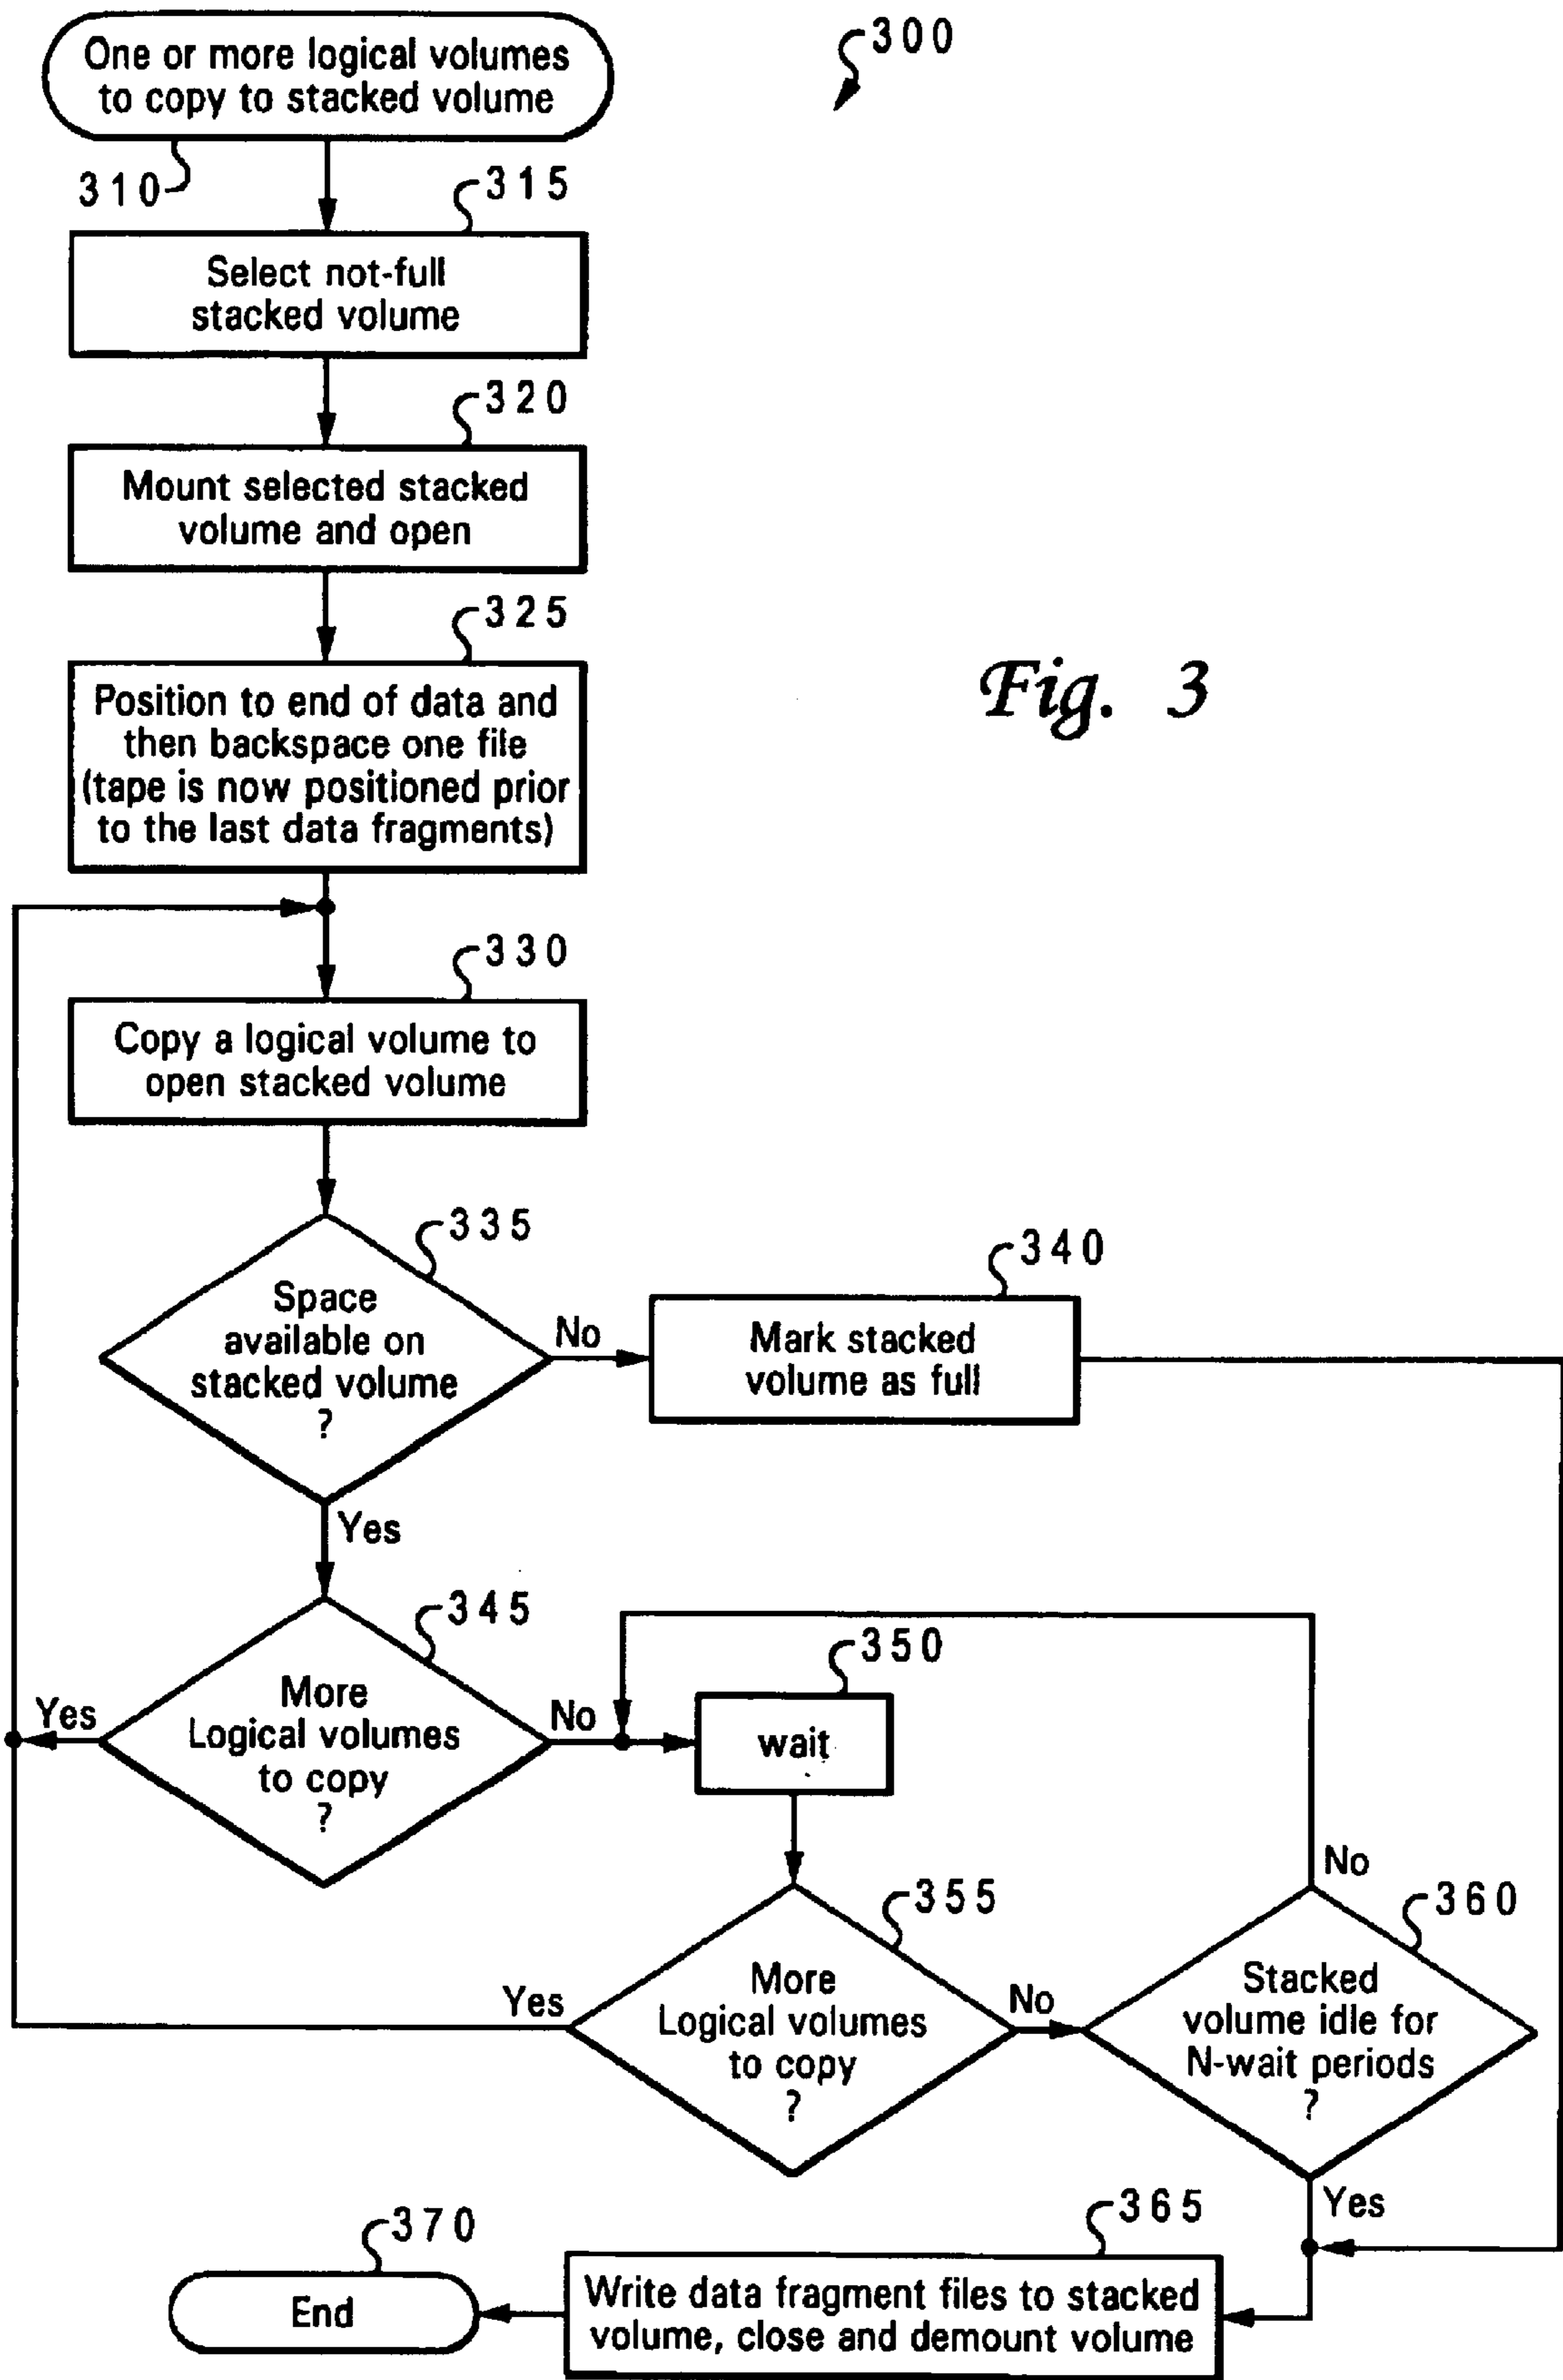 One or more logical volumes
to copy to stacked volume
300
310
315
Select not-full
stacked volume
320
Mount selected stacked
volume and open
325
Position to end of data and
then backspace one file
(tape is now positioned prior
to the last data fragments)
Fig. 3
330
Copy a logical volume to
open stacked volume
335
Space
available on
stacked volume
?
No
340
Mark stacked
volume as full
Yes
345
More
Logical volumes
to copy
?
Yes
No
350
wait
355
More
Logical volumes
to copy
?
Yes
No
360
Stacked
volume idle for
N-wait periods
?
No
Yes
365
Write data fragment files to stacked
volume, close and demount volume
370
End